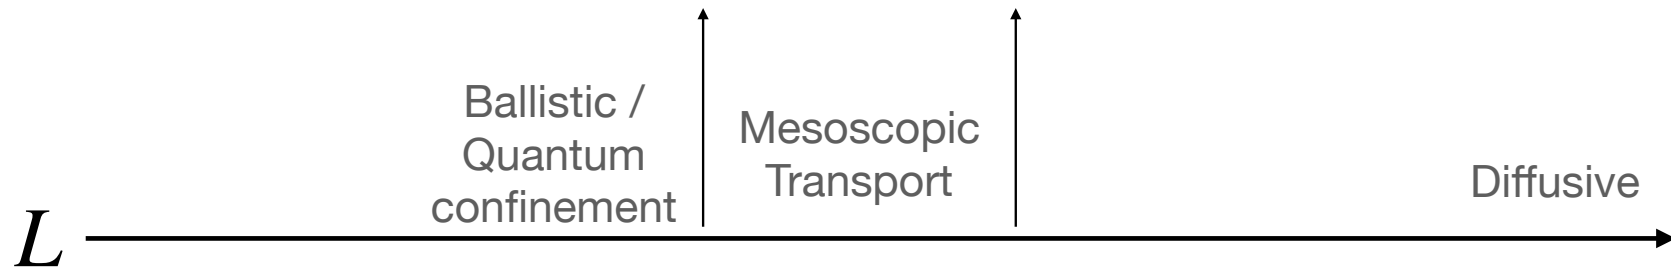 Ballistic /
Quantum
confinement
Mesoscopic
Transport
Diffusive
L